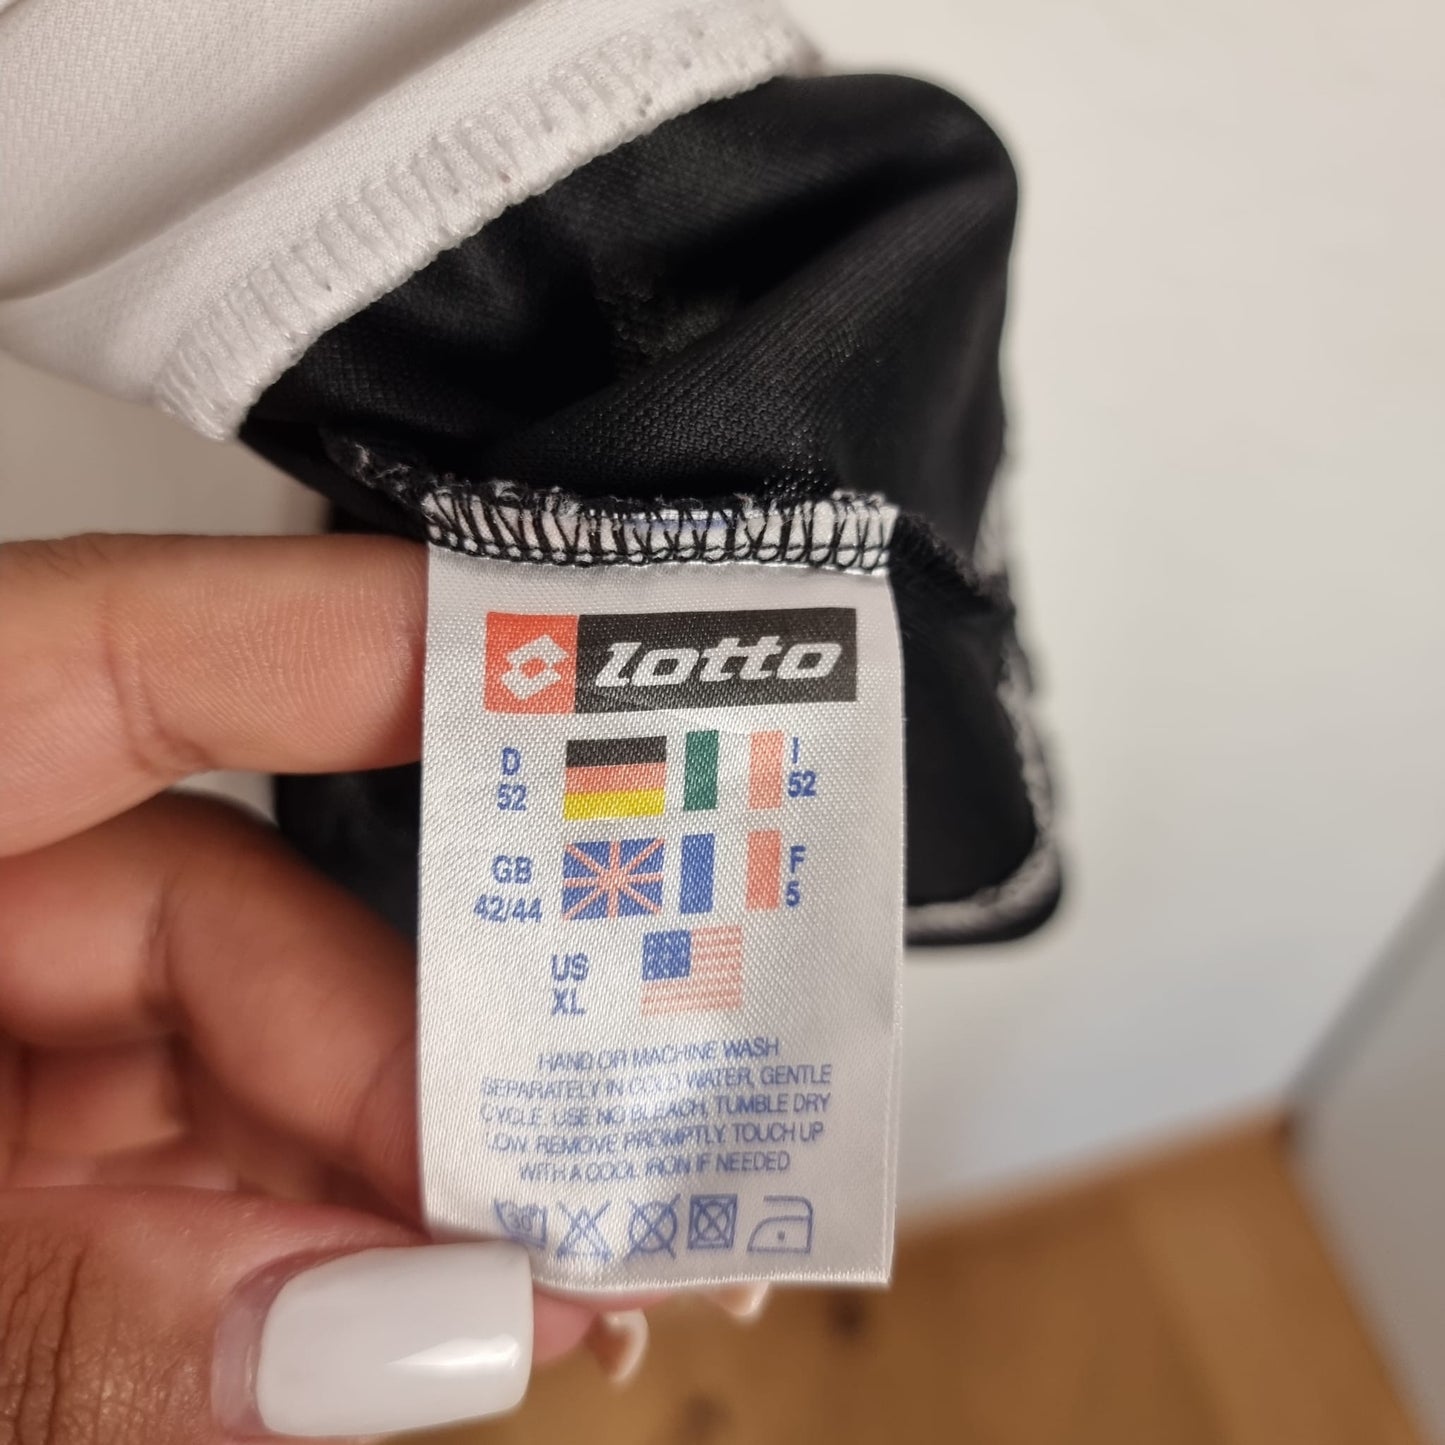 lotto
D I
52 52
GB F
42/44 5
US
XL
HAND OR MACHINE WASH
SEPARATELY IN COLD WATER, GENTLE
CYCLE. USE NO BLEACH, TUMBLE DRY
LOW. REMOVE PROMPTLY. TOUCH UP
WITH A COOL IRON IF NEEDED
30°